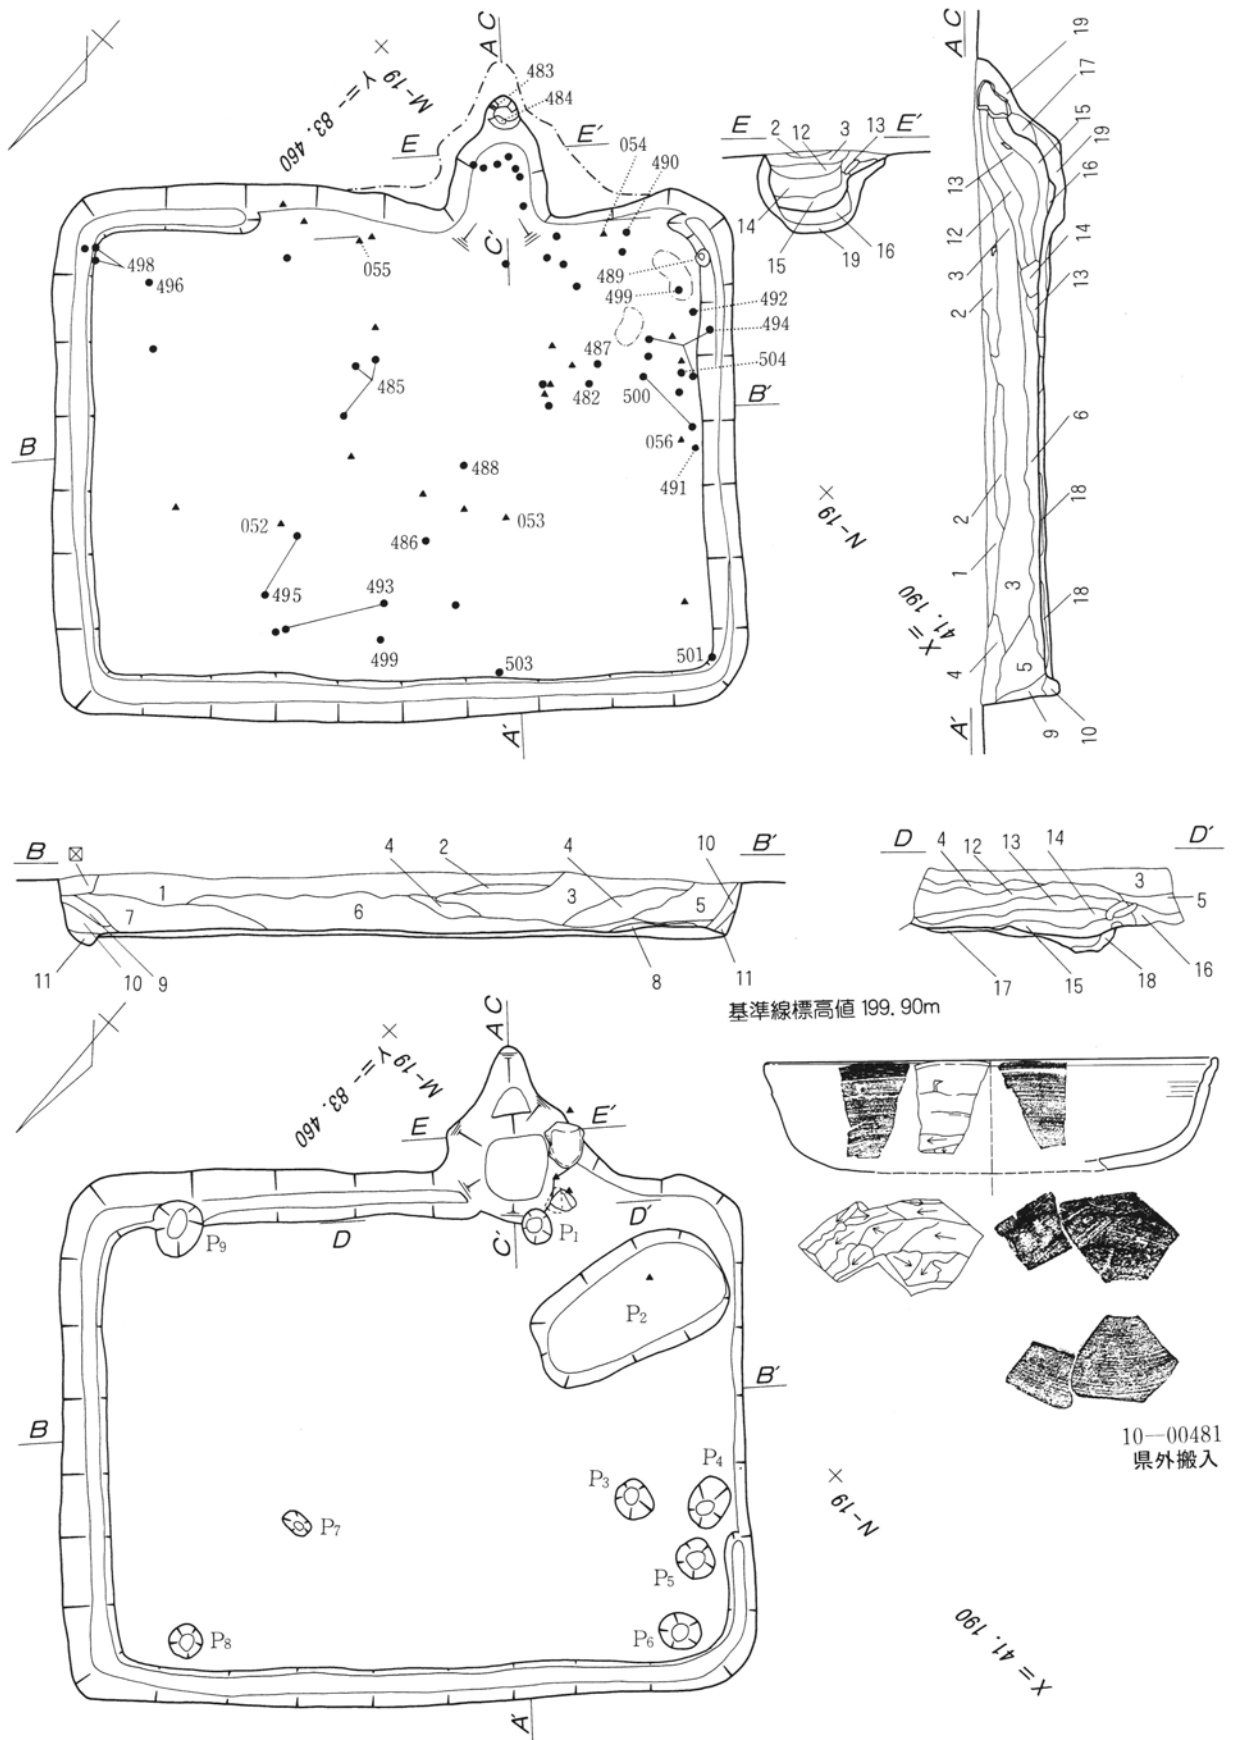 A C
M-19 Y = -83.460
483
484
E
E'
054
490
C'
055
498
496
489
499
492
494
504
487
482
500
485
056
491
B
B'
488
052
053
486
495
493
499
503
501
A'
N-19
X = 41.190
E
2
12
3
13
E'
14
15
19
16
A C
19
17
15
19
16
13
12
3
2
14
13
6
18
2
1
3
18
4
5
9
10
A'
B
1
4
2
4
10
B'
7
6
3
5
11
10
9
8
11
D
4
12
13
14
D'
3
5
17
15
18
16
基準線標高値 199.90m
A C
M-19 Y = -83.460
E
E'
P9
D
C'
P1
D'
P2
B
B'
P3
P4
P7
P5
P8
P6
A'
N-19
X = 41.190
10-00481
県外搬入